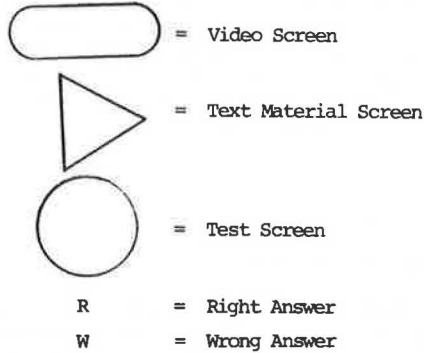 = Video Screen
= Text Material Screen
= Test Screen
R = Right Answer
W = Wrong Answer